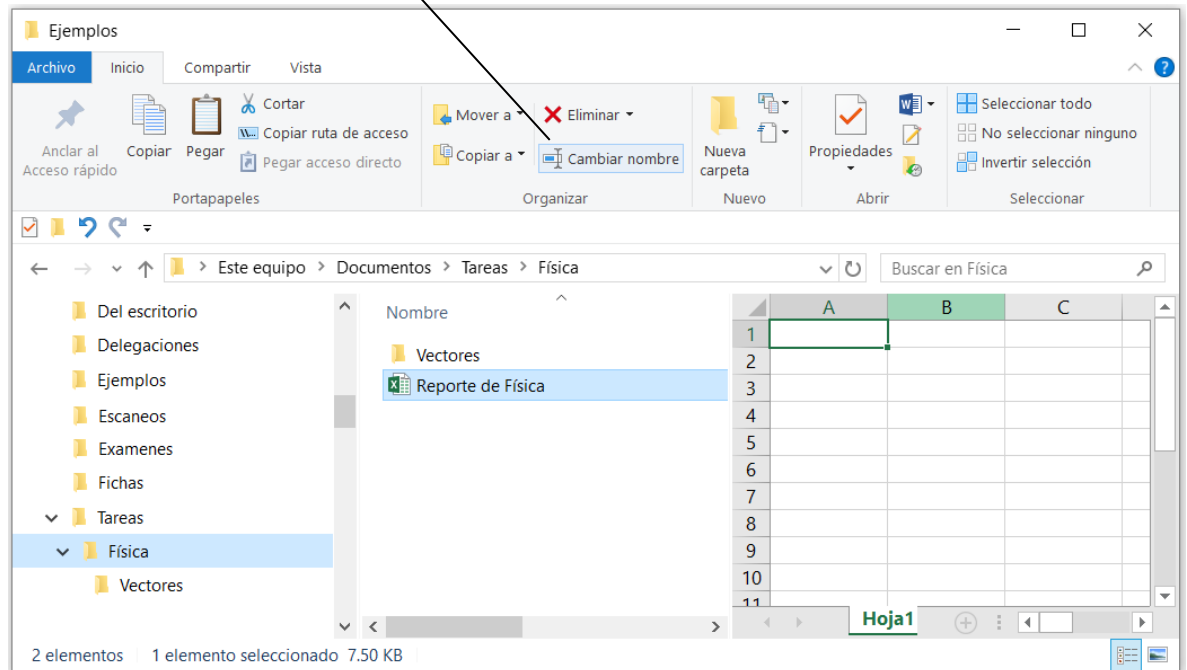 Ejemplos
Archivo Inicio Compartir Vista
Anclar al
Acceso rápido
Copiar
Pegar
Cortar
Copiar ruta de acceso
Pegar acceso directo
Portapapeles
Mover a
Copiar a
Eliminar
Cambiar nombre
Organizar
Nueva
carpeta
Nuevo
Propiedades
Abrir
Seleccionar todo
No seleccionar ninguno
Invertir selección
Seleccionar
Este equipo > Documentos > Tareas > Física
Buscar en Física
Del escritorio
Delegaciones
Ejemplos
Escaneos
Examenes
Fichas
Tareas
Física
Vectores
Nombre
Vectores
Reporte de Física
A B C
1
2
3
4
5
6
7
8
9
10
11
Hoja1
2 elementos 1 elemento seleccionado 7.50 KB